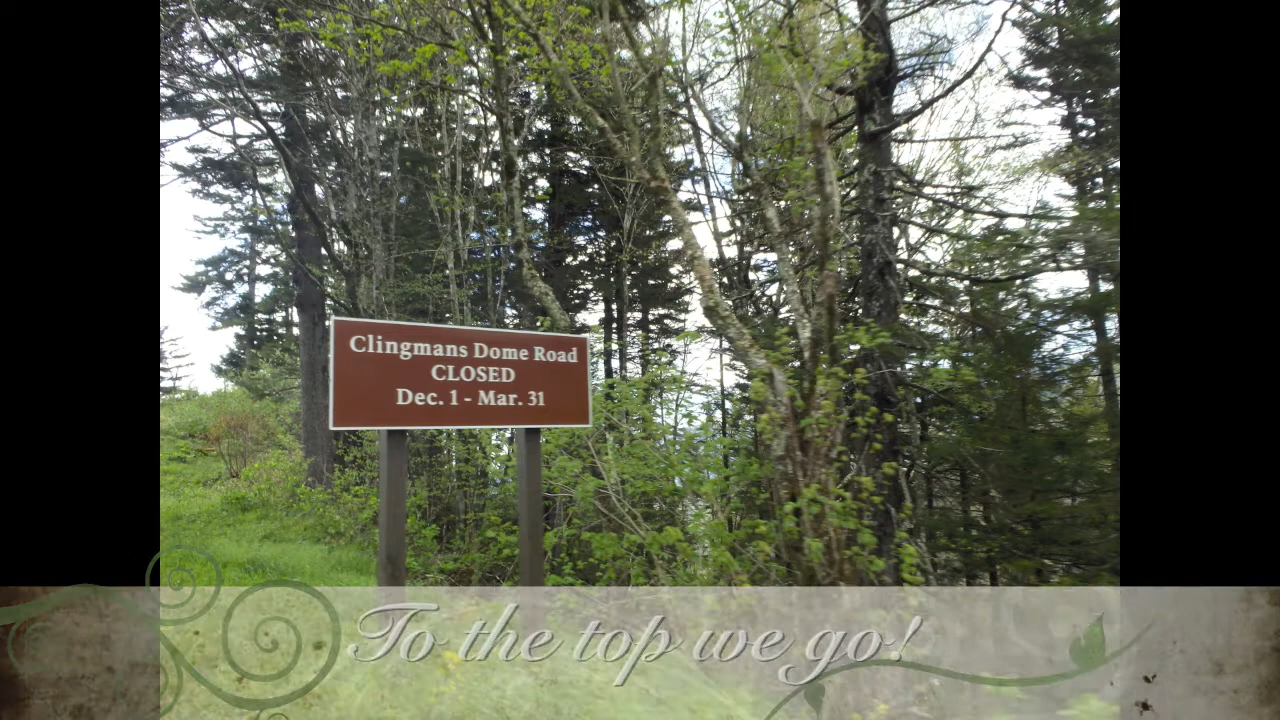 Clingmans Dome Road
CLOSED
Dec. 1 - Mar. 31
To the top we go!